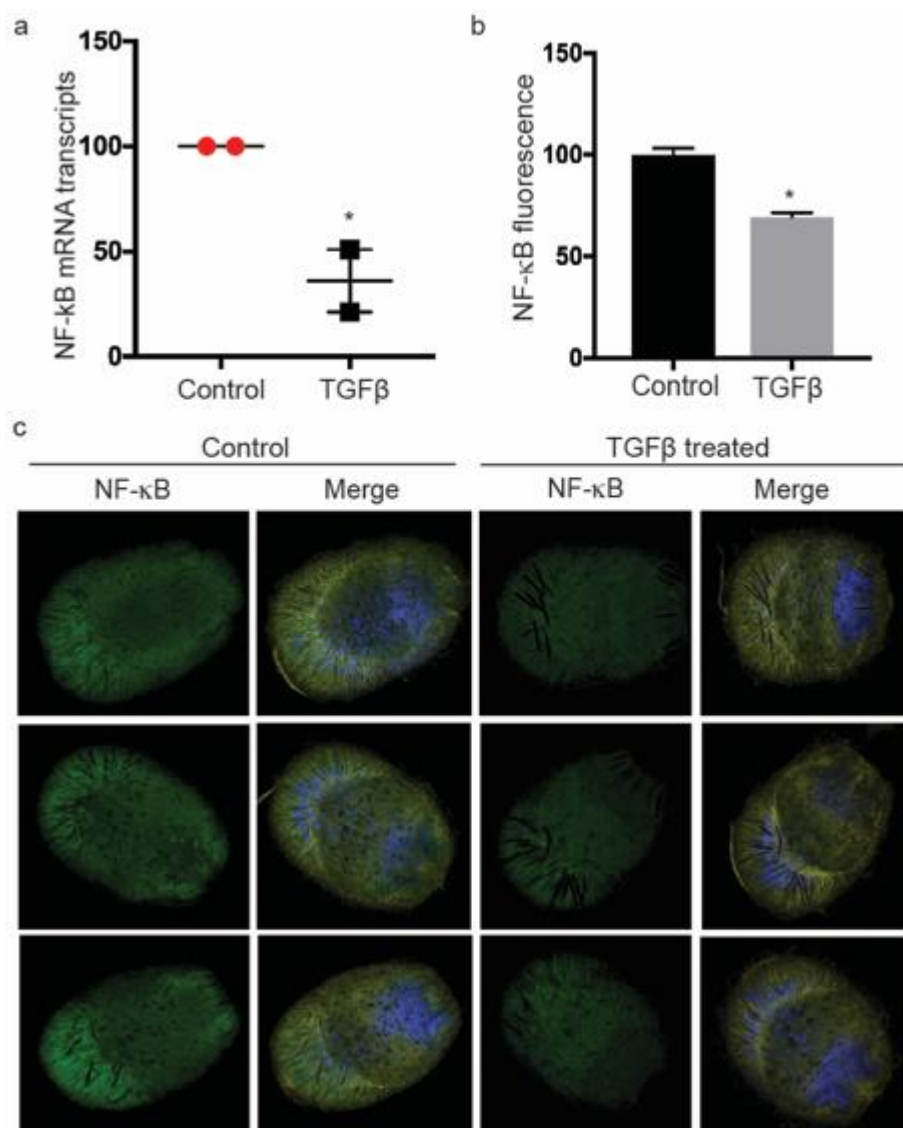 a
NF-kB mRNA transcripts
150
100
50
0
*
Control
TGFβ
b
NF-κB fluorescence
150
100
50
0
*
Control
TGFβ
c
Control
TGFβ treated
NF-κB
Merge
NF-κB
Merge